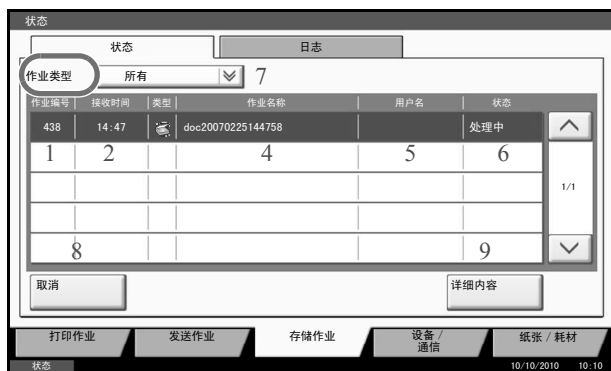 状态
状态 日志
作业类型 所有 7
作业编号 接收时间 类型 作业名称 用户名 状态
438 14:47 doc20070225144758 处理中
1 2 4 5 6
1/1
8 9
取消 详细内容
打印作业 发送作业 存储作业 设备/ 纸张/耗材
通信
状态 10/10/2010 10:10